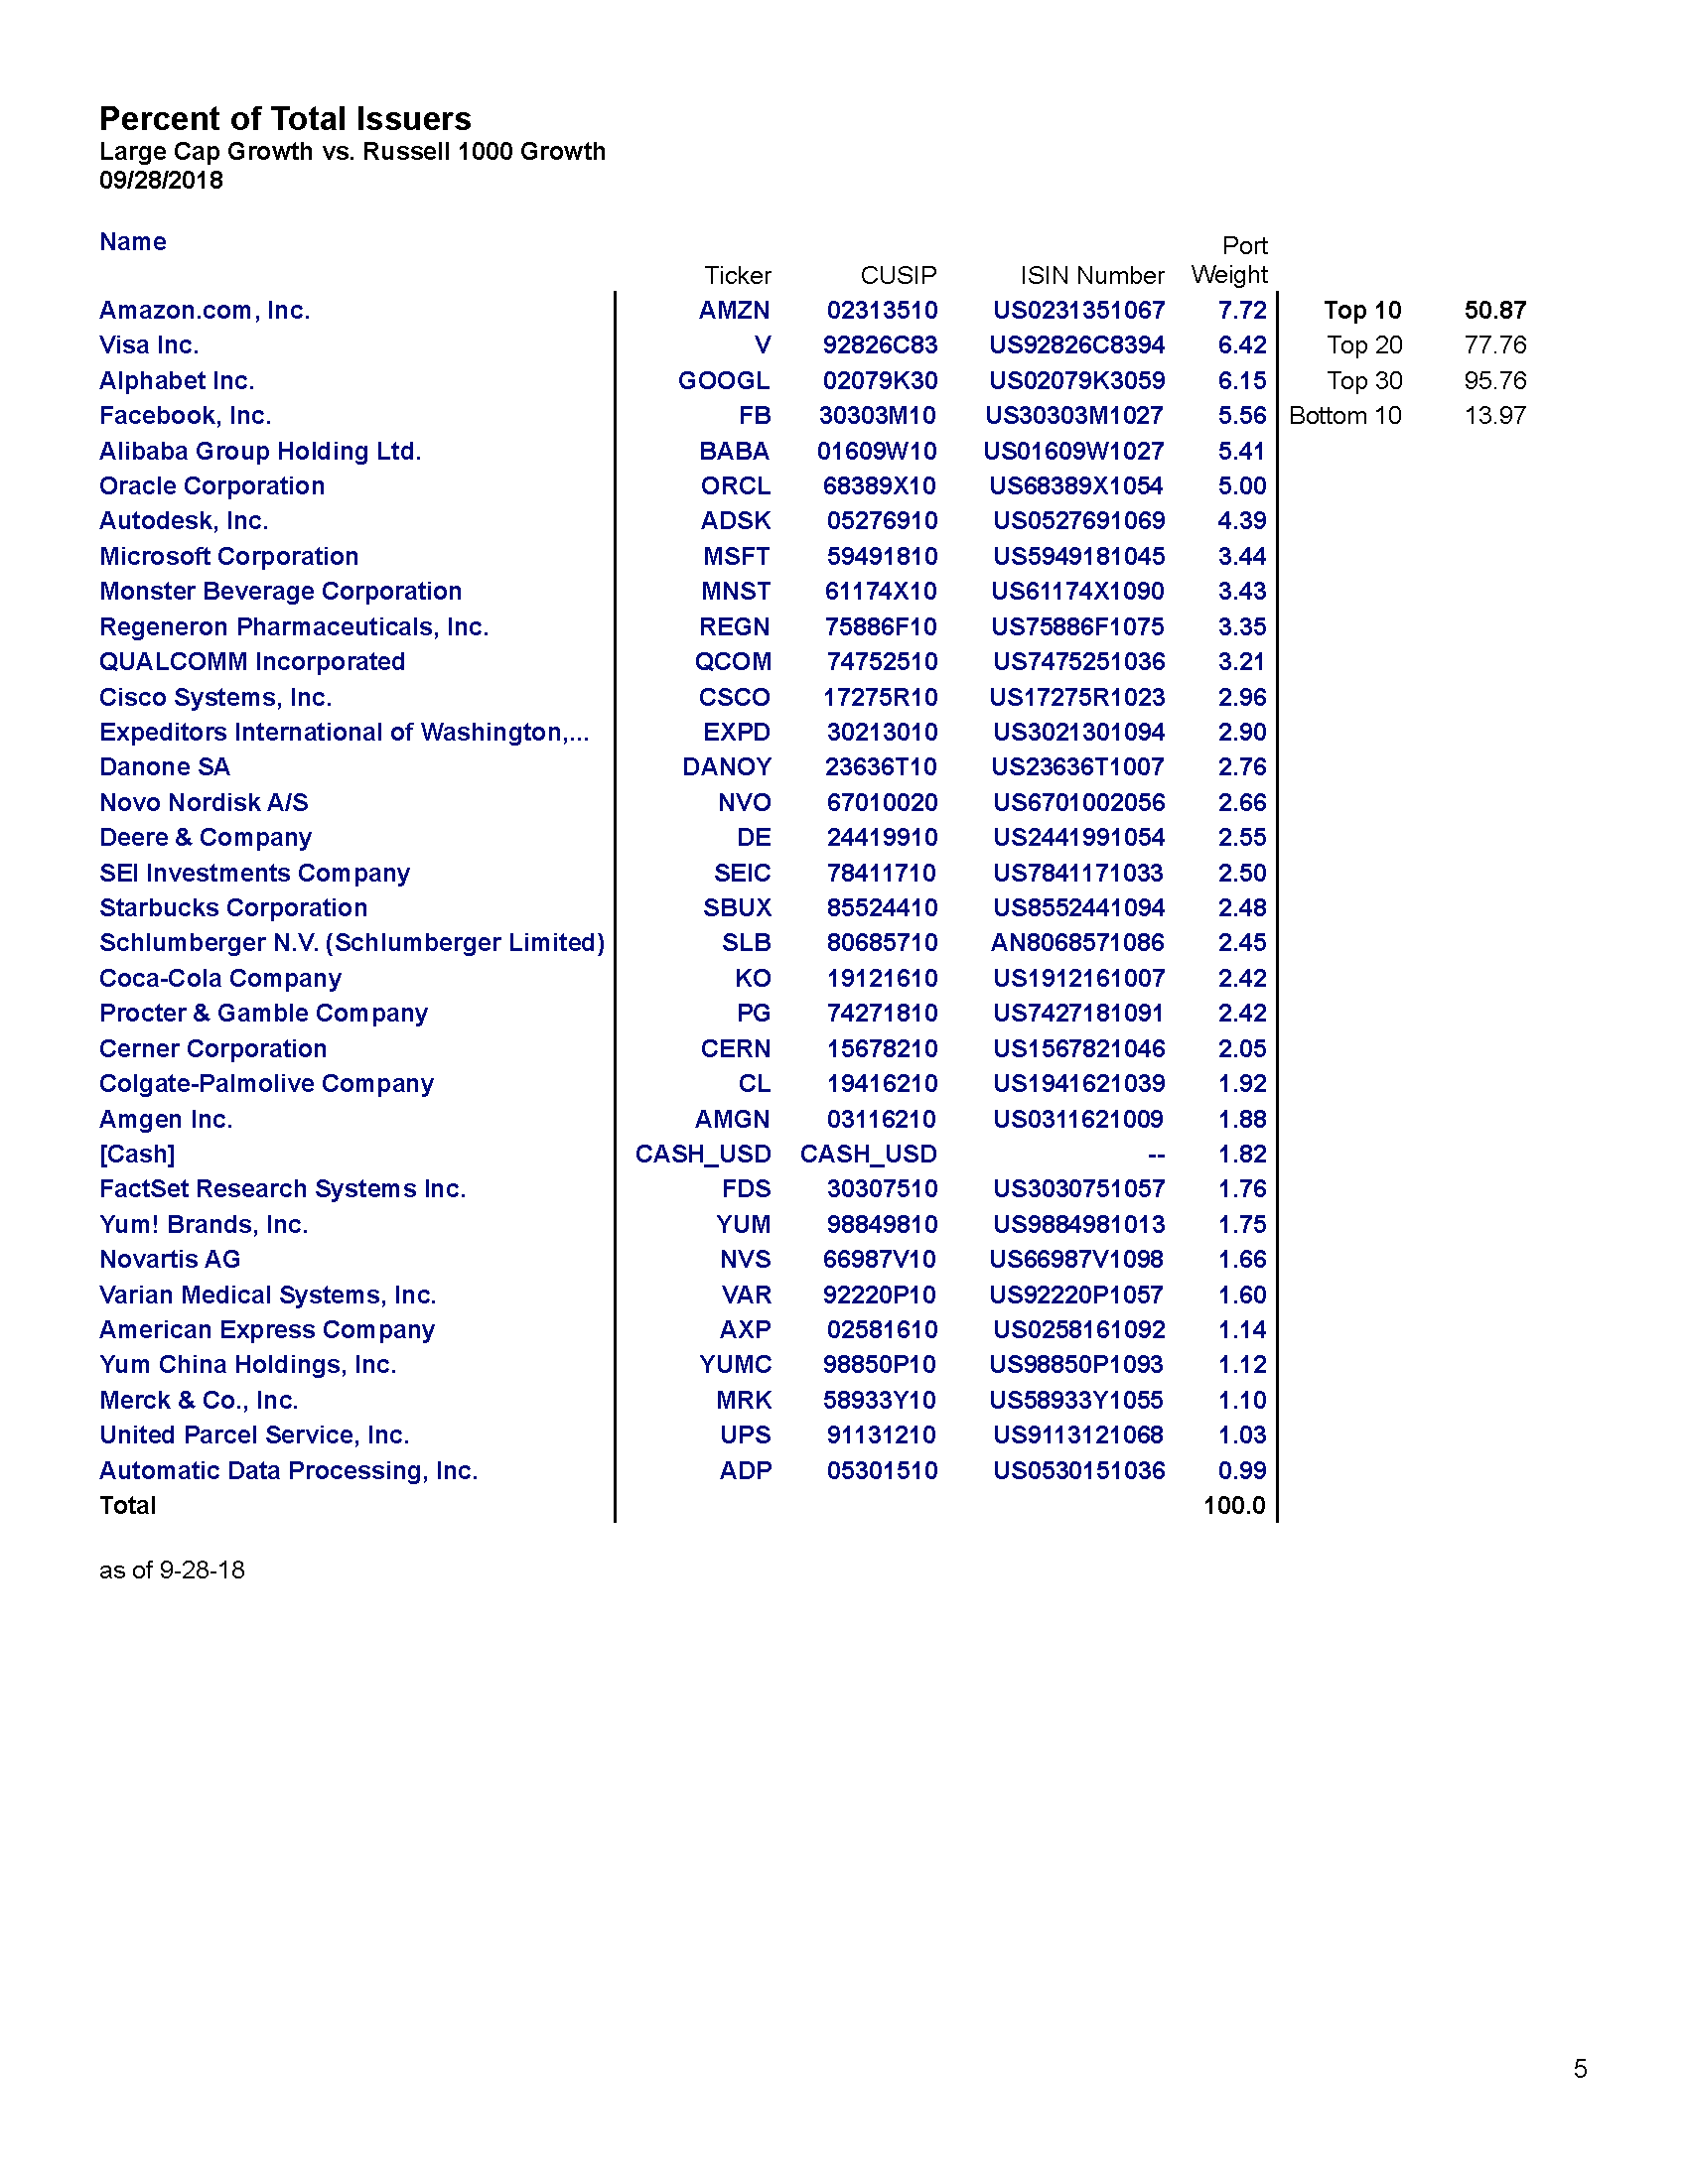 Percent of Total Issuers
Large Cap Growth vs. Russell 1000 Growth
09/28/2018
Name Ticker CUSIP ISIN Number Port Weight
Amazon.com, Inc. AMZN 02313510 US0231351067 7.72 Top 10 50.87
Visa Inc. V 92826C83 US92826C8394 6.42 Top 20 77.76
Alphabet Inc. GOOGL 02079K30 US02079K3059 6.15 Top 30 95.76
Facebook, Inc. FB 30303M10 US30303M1027 5.56 Bottom 10 13.97
Alibaba Group Holding Ltd. BABA 01609W10 US01609W1027 5.41
Oracle Corporation ORCL 68389X10 US68389X1054 5.00
Autodesk, Inc. ADSK 05276910 US0527691069 4.39
Microsoft Corporation MSFT 59491810 US5949181045 3.44
Monster Beverage Corporation MNST 61174X10 US61174X1090 3.43
Regeneron Pharmaceuticals, Inc. REGN 75886F10 US75886F1075 3.35
QUALCOMM Incorporated QCOM 74752510 US7475251036 3.21
Cisco Systems, Inc. CSCO 17275R10 US17275R1023 2.96
Expeditors International of Washington,... EXPD 30213010 US3021301094 2.90
Danone SA DANOY 23636T10 US23636T1007 2.76
Novo Nordisk A/S NVO 67010020 US6701002056 2.66
Deere & Company DE 24419910 US2441991054 2.55
SEI Investments Company SEIC 78411710 US7841171033 2.50
Starbucks Corporation SBUX 85524410 US8552441094 2.48
Schlumberger N.V. (Schlumberger Limited) SLB 80685710 AN8068571086 2.45
Coca-Cola Company KO 19121610 US1912161007 2.42
Procter & Gamble Company PG 74271810 US7427181091 2.42
Cerner Corporation CERN 15678210 US1567821046 2.05
Colgate-Palmolive Company CL 19416210 US1941621039 1.92
Amgen Inc. AMGN 03116210 US0311621009 1.88
[Cash] CASH_USD CASH_USD -- 1.82
FactSet Research Systems Inc. FDS 30307510 US3030751057 1.76
Yum! Brands, Inc. YUM 98849810 US9884981013 1.75
Novartis AG NVS 66987V10 US66987V1098 1.66
Varian Medical Systems, Inc. VAR 92220P10 US92220P1057 1.60
American Express Company AXP 02581610 US0258161092 1.14
Yum China Holdings, Inc. YUMC 98850P10 US98850P1093 1.12
Merck & Co., Inc. MRK 58933Y10 US58933Y1055 1.10
United Parcel Service, Inc. UPS 91131210 US9113121068 1.03
Automatic Data Processing, Inc. ADP 05301510 US0530151036 0.99
Total 100.0
as of 9-28-18
5